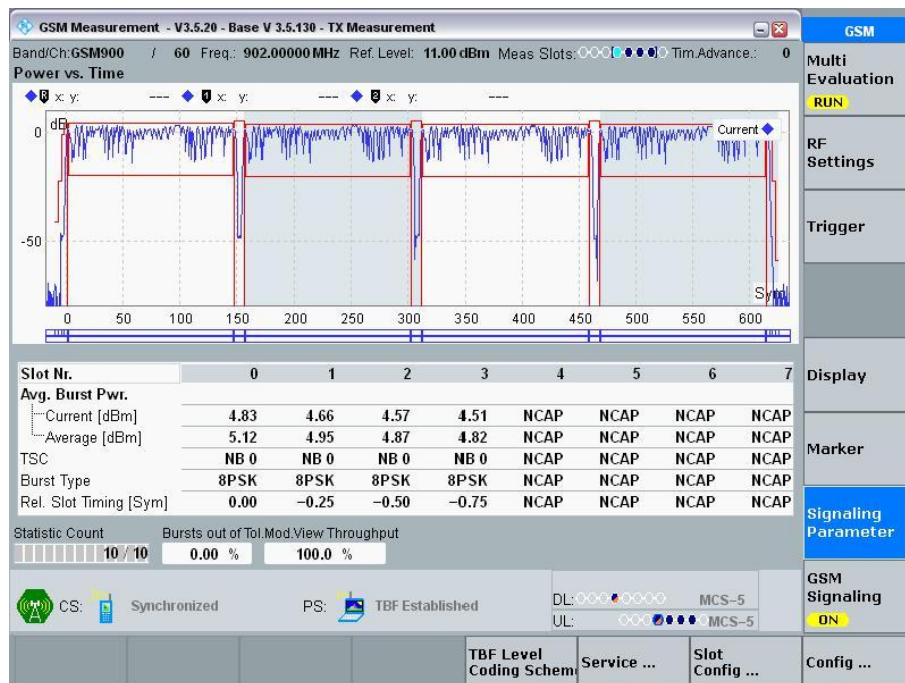 GSM Measurement - V3.5.20 - Base V 3.5.130 - TX Measurement
GSM
Band/Ch:GSM900 / 60 Freq.: 902.00000 MHz Ref. Level: 11.00 dBm Meas Slots: Tim.Advance.: 0
Power vs. Time
R x: y: --- 1 x: y: --- 2 x: y: ---
dB
Current
0
-50
Sym
0 50 100 150 200 250 300 350 400 450 500 550 600
Slot Nr. 0 1 2 3 4 5 6 7
Avg. Burst Pwr.
Current [dBm] 4.83 4.66 4.57 4.51 NCAP NCAP NCAP NCAP
Average [dBm] 5.12 4.95 4.87 4.82 NCAP NCAP NCAP NCAP
TSC NB 0 NB 0 NB 0 NB 0 NCAP NCAP NCAP NCAP
Burst Type 8PSK 8PSK 8PSK 8PSK NCAP NCAP NCAP NCAP
Rel. Slot Timing [Sym] 0.00 -0.25 -0.50 -0.75 NCAP NCAP NCAP NCAP
Statistic Count Bursts out of Tol. Mod.View Throughput
10 / 10 0.00 % 100.0 %
CS: Synchronized PS: TBF Established
DL: MCS-5
UL: MCS-5
Multi
Evaluation
RUN
RF
Settings
Trigger
Display
Marker
Signaling
Parameter
GSM
Signaling
ON
TBF Level
Coding Schem
Service ...
Slot
Config ...
Config ...